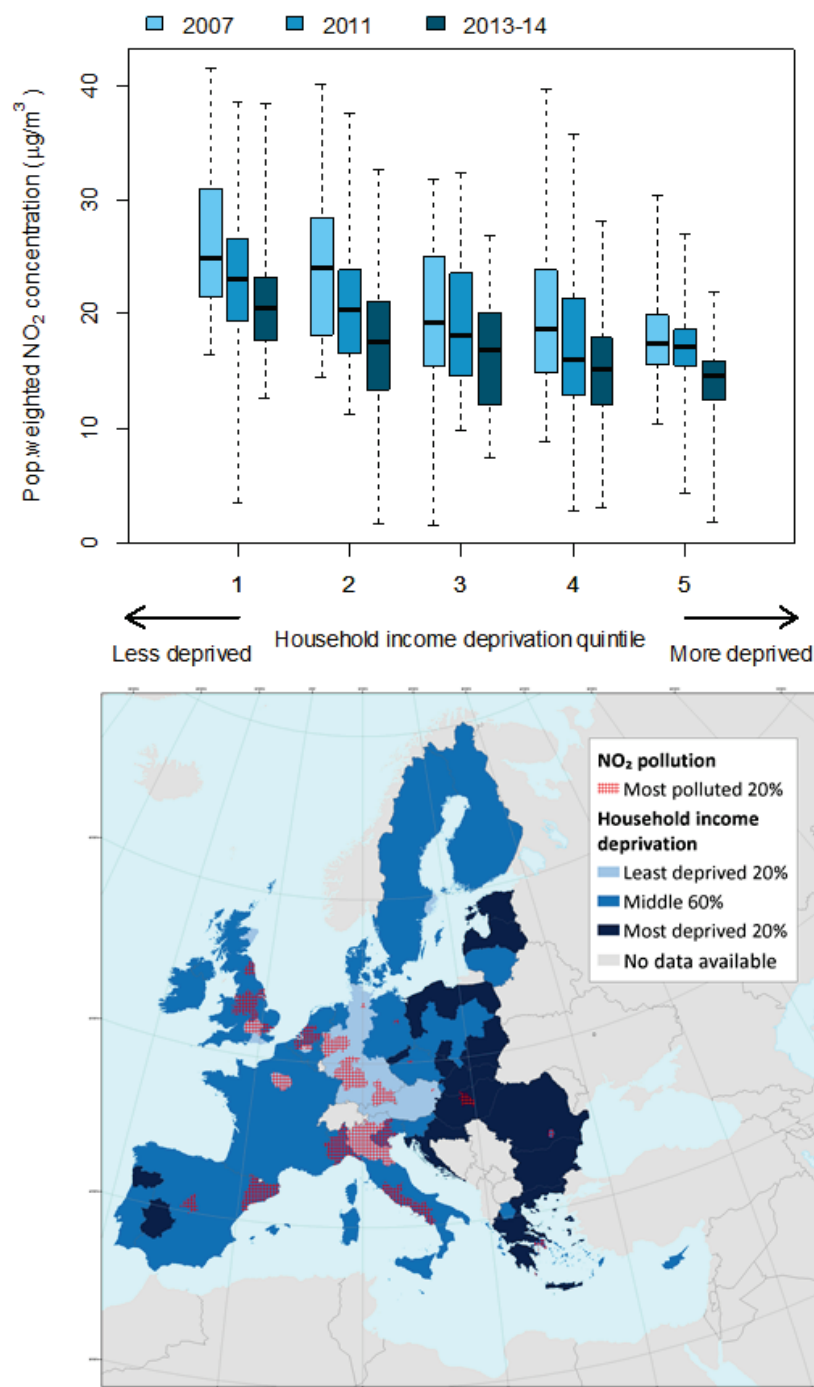 2007 2011 2013-14
Pop.weighted NO₂ concentration (µg/m³)
40
30
20
10
0
1 2 3 4 5
Household income deprivation quintile
Less deprived More deprived
NO₂ pollution
Most polluted 20%
Household income
deprivation
Least deprived 20%
Middle 60%
Most deprived 20%
No data available